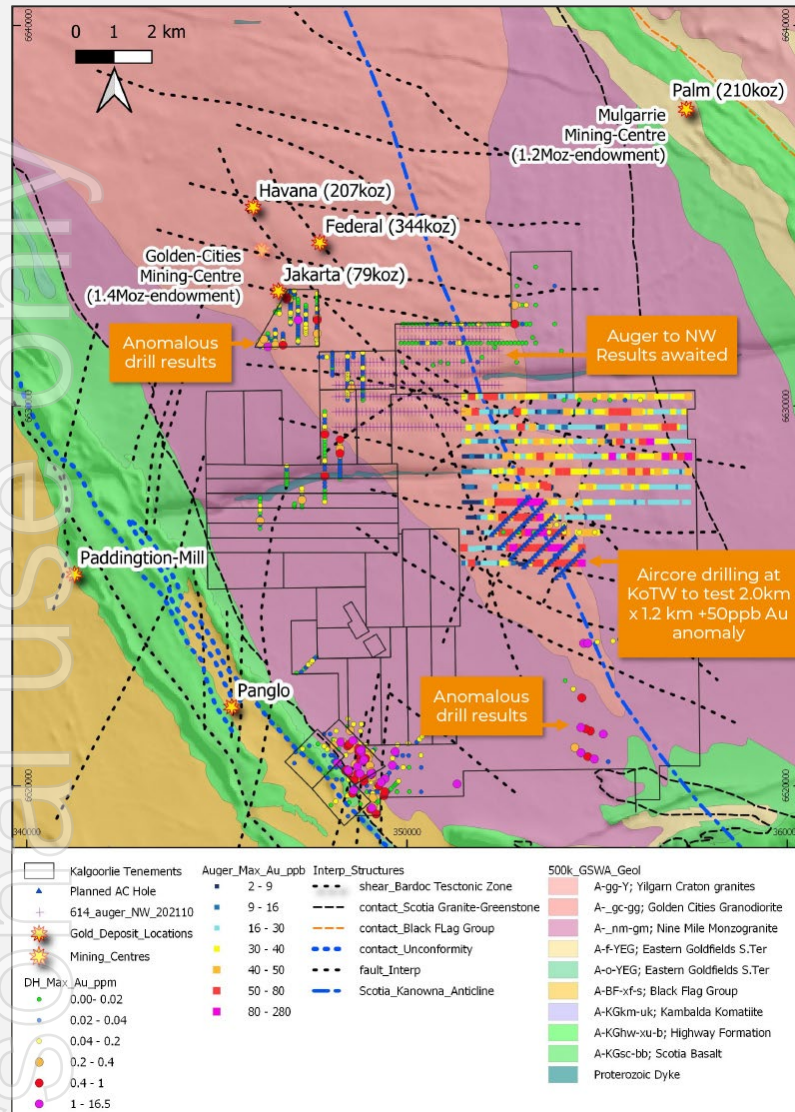 6640000
6640000
0 1 2 km
Palm (210koz)
Mulgarrie
Mining-Centre
(1.2Moz-endowment)
Havana (207koz)
Federal (344koz)
Golden-Cities
Mining-Centre
(1.4Moz-endowment)
Jakarta (79koz)
Anomalous
drill results
Auger to NW
Results awaited
6630000
6630000
Paddington-Mill
Aircore drilling at
KoTW to test 2.0km
x 1.2 km +50ppb Au
anomaly
Panglo
Anomalous
drill results
6620000
6620000
340000
350000
360000
Kalgoorlie Tenements
Planned AC Hole
614_auger_NW_202110
Gold_Deposit_Locations
Mining_Centres
DH_Max_Au_ppm
0.00- 0.02
0.02 - 0.04
0.04 - 0.2
0.2 - 0.4
0.4 - 1
1 - 16.5
Auger_Max_Au_ppb
2 - 9
9 - 16
16 - 30
30 - 40
40 - 50
50 - 80
80 - 280
Interp_Structures
shear_Bardoc Tesctonic Zone
contact_Scotia Granite-Greenstone
contact_Black FLag Group
contact_Unconformity
fault_Interp
Scotia_Kanowna_Anticline
500k_GSWA_Geol
A-gg-Y; Yilgarn Craton granites
A-_gc-gg; Golden Cities Granodiorite
A-_nm-gm; Nine Mile Monzogranite
A-f-YEG; Eastern Goldfields S.Ter
A-o-YEG; Eastern Goldfields S.Ter
A-BF-xf-s; Black Flag Group
A-KGkm-uk; Kambalda Komatiite
A-KGhw-xu-b; Highway Formation
A-KGsc-bb; Scotia Basalt
Proterozoic Dyke
sonal use only